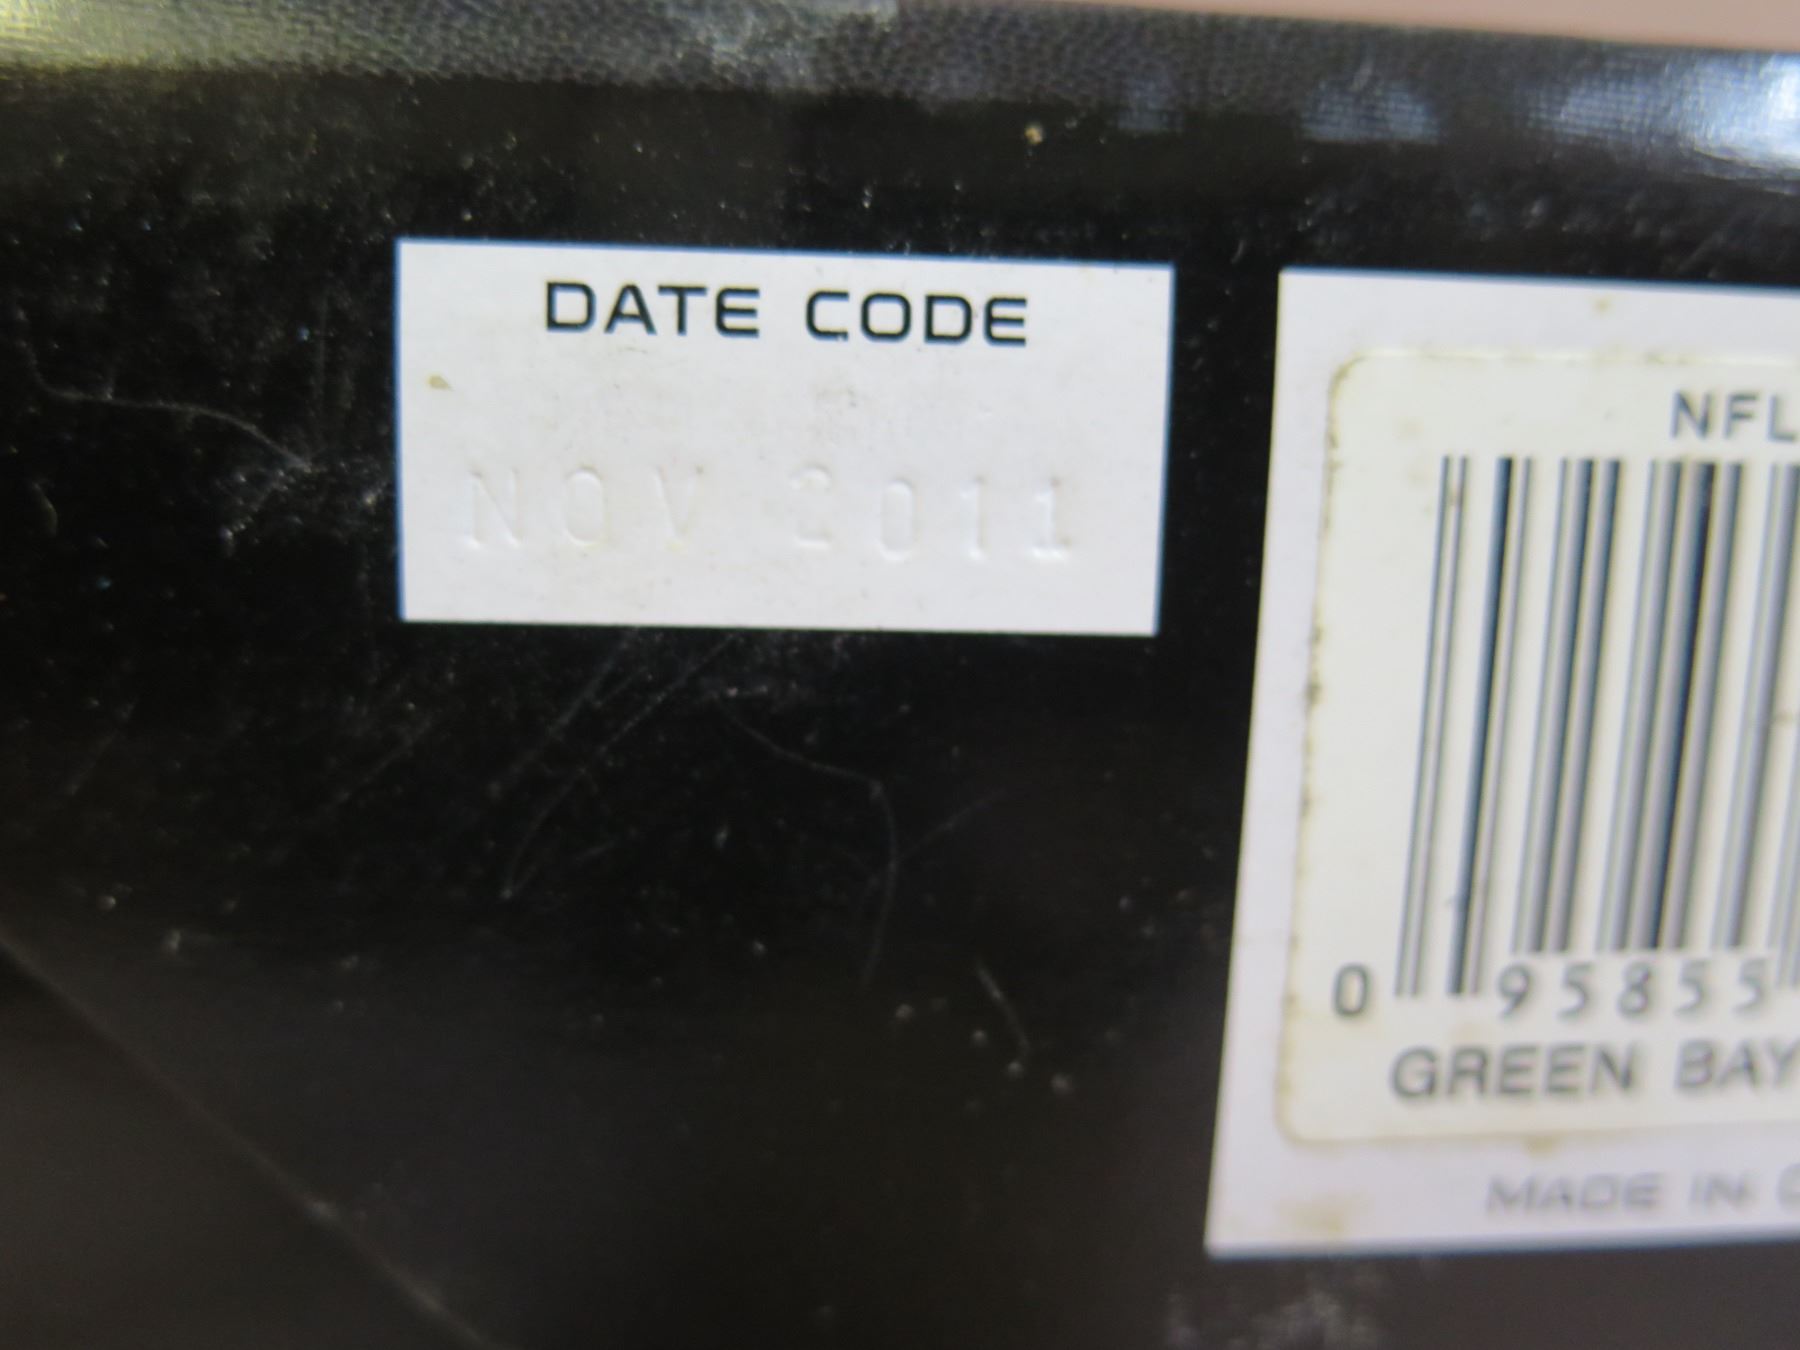 DATE CODE
NOV 2011
NFL
0 95855
GREEN BAY
MADE IN